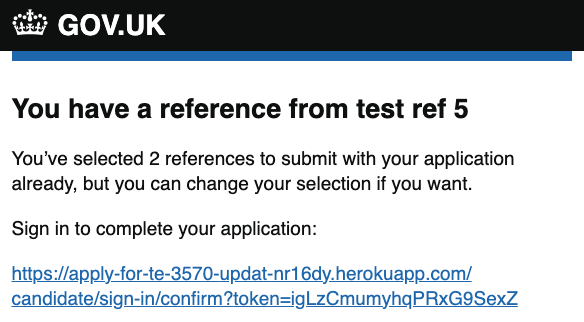 GOV.UK
You have a reference from test ref 5
You’ve selected 2 references to submit with your application
already, but you can change your selection if you want.
Sign in to complete your application:
https://apply-for-te-3570-updat-nr16dy.herokuapp.com/
candidate/sign-in/confirm?token=igLzCmumyhqPRxG9SexZ